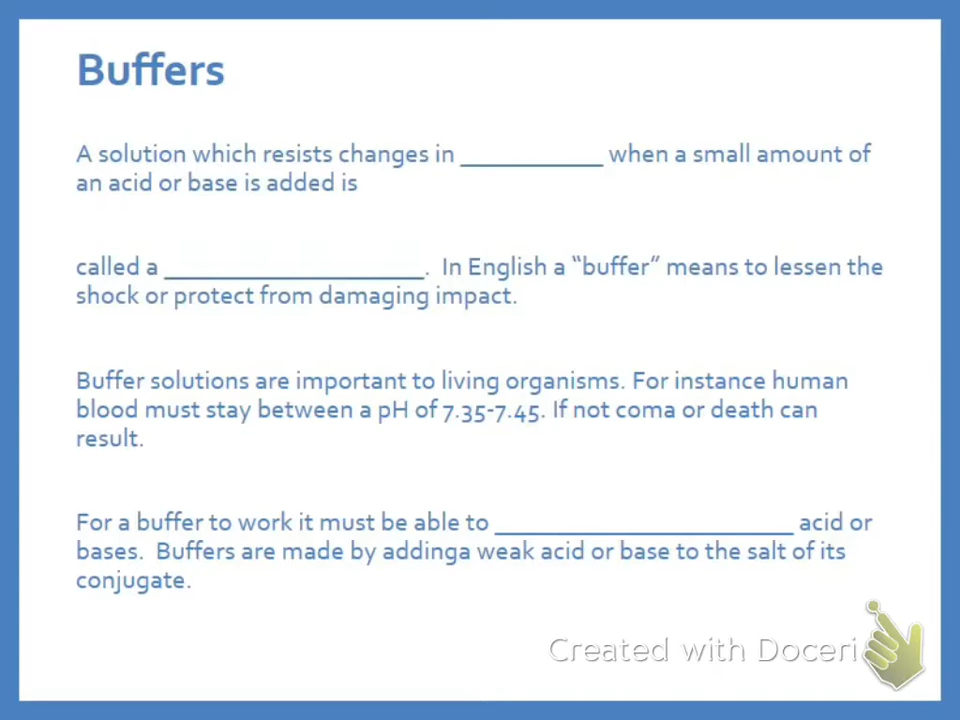 Buffers
A solution which resists changes in ___________ when a small amount of
an acid or base is added is
called a ____________________. In English a “buffer” means to lessen the
shock or protect from damaging impact.
Buffer solutions are important to living organisms. For instance human
blood must stay between a pH of 7.35-7.45. If not coma or death can
result.
For a buffer to work it must be able to _______________________ acid or
bases. Buffers are made by addinga weak acid or base to the salt of its
conjugate.
Created with Doceri